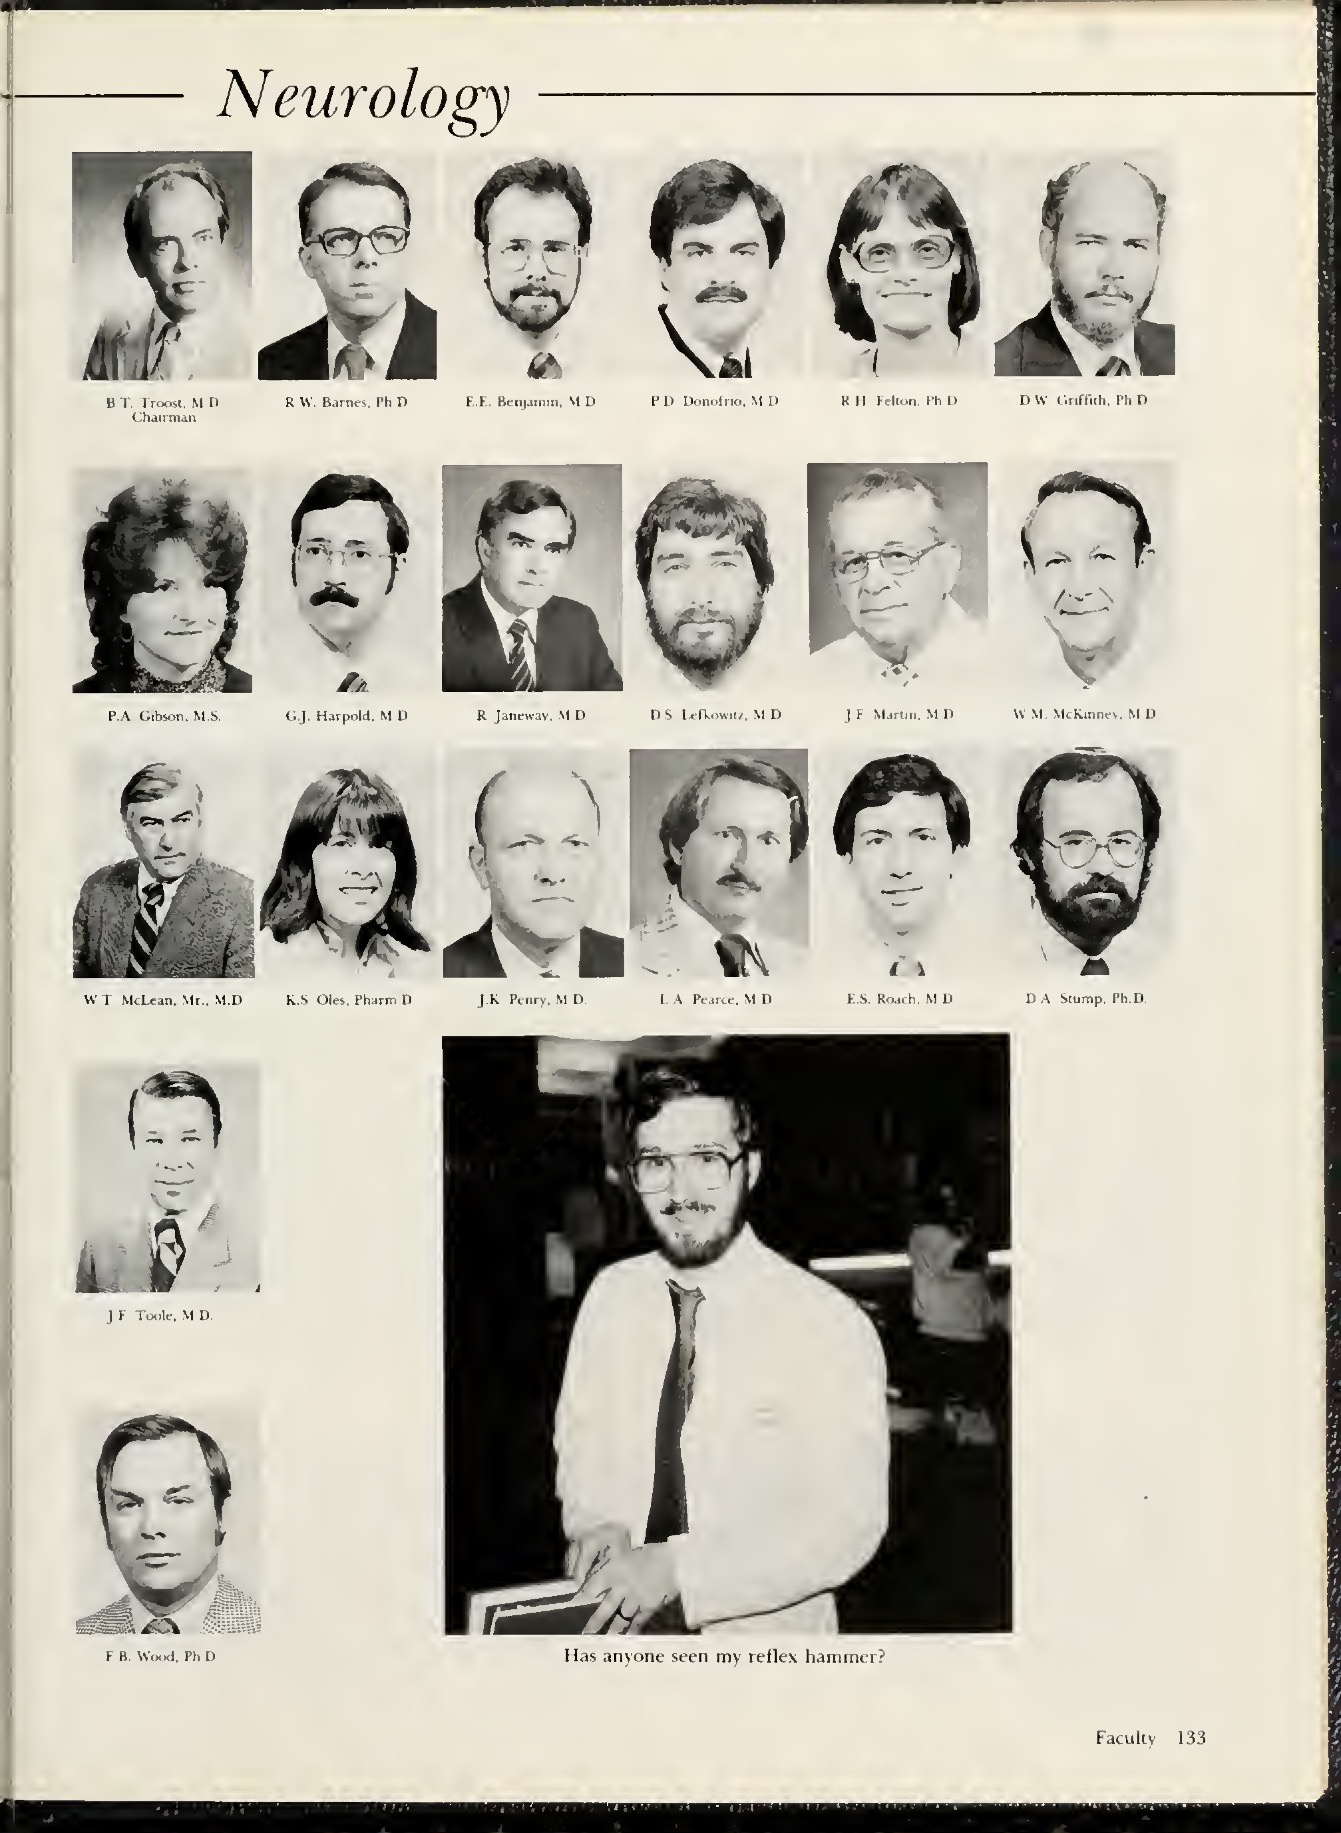 Neurology
B T. Troost, M D
Chairman
R W. Barnes, Ph D
E.E. Benjamin, M D
P D Donofrio, M D
R H Felton, Ph D
D W Griffith, Ph D
P.A Gibson, M.S.
G.J. Harpold, M D
R Janeway, M D
D S Lefkowitz, M D
J F Martin, M D
W M. McKinney, M D
W T McLean, Mr., M.D
K.S Oles, Pharm D
J.K Penry, M D.
L A Pearce, M D
E.S. Roach, M D
D A Stump, Ph.D.
J F Toole, M D.
F B. Wood, Ph D
Has anyone seen my reflex hammer?
Faculty 133